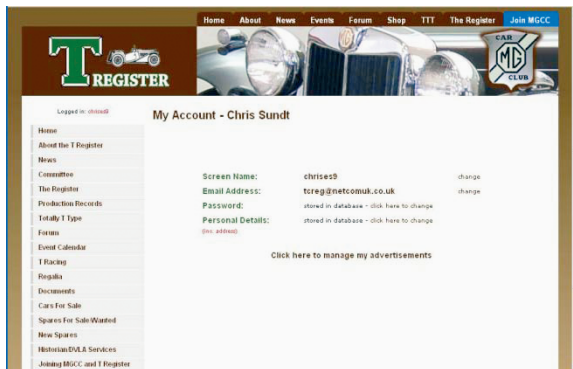 Home About News Events Forum Shop TTT The Register Join MGCC
T
REGISTER
CAR
MG
CLUB
Logged in: chrises9
My Account - Chris Sundt
Home
About the T Register
News
Committee
The Register
Production Records
Totally T Type
Forum
Event Calendar
T Racing
Regalia
Documents
Cars For Sale
Spares For Sale/Wanted
New Spares
Historian/DVLA Services
Joining MGCC and T Register
Screen Name: chrises9 change
Email Address: tcreg@netcomuk.co.uk change
Password: stored in database - click here to change
Personal Details: stored in database - click here to change
(inc. address)
Click here to manage my advertisements